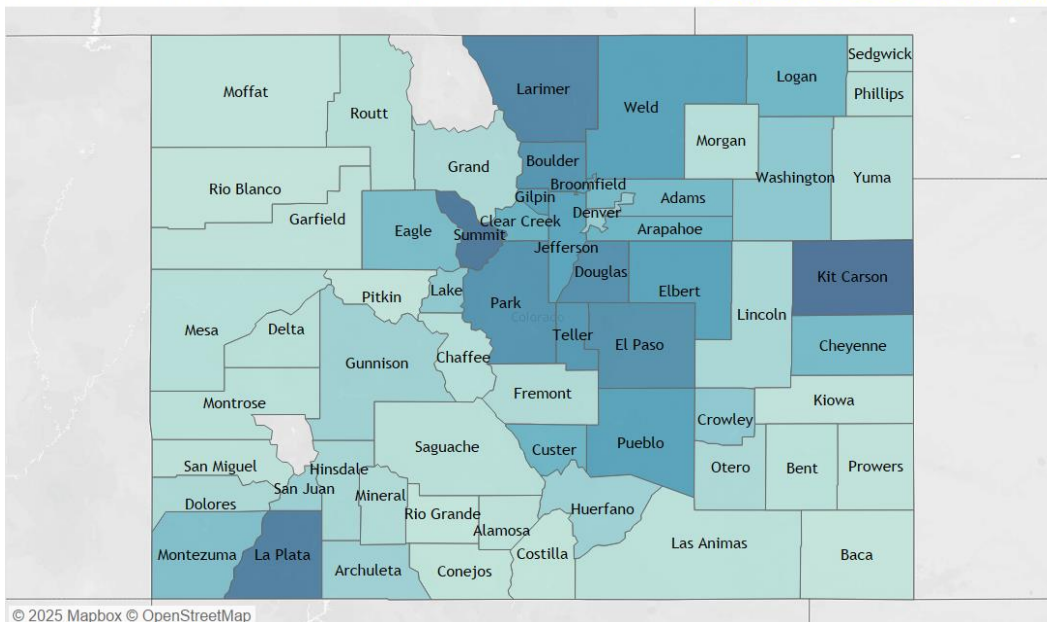 Sedgwick
Logan
Larimer
Moffat
Phillips
Weld
Routt
Morgan
Grand
Boulder
Washington
Yuma
Rio Blanco
Broomfield
Gilpin
Adams
Denver
Garfield
Clear Creek
Eagle
Summit
Arapahoe
Jefferson
Douglas
Kit Carson
Lake
Elbert
Pitkin
Park
Lincoln
Colorado
Mesa
Delta
Teller
El Paso
Cheyenne
Chaffee
Gunnison
Fremont
Kiowa
Montrose
Crowley
Pueblo
Saguache
Custer
San Miguel
Hinsdale
Otero
Bent
Prowers
San Juan
Mineral
Dolores
Huerfano
Rio Grande
Alamosa
Las Animas
Montezuma
La Plata
Costilla
Baca
Archuleta
Conejos
© 2025 Mapbox © OpenStreetMap